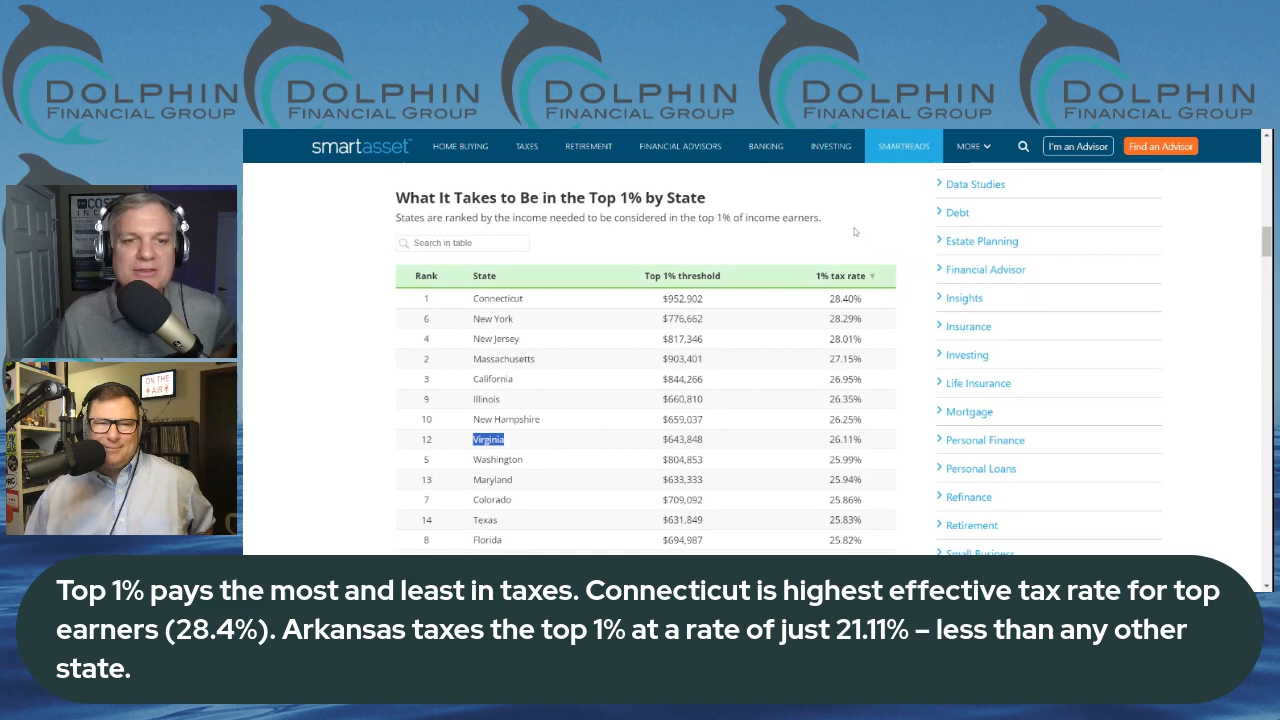 DOLPHIN FINANCIAL GROUP
DOLPHIN FINANCIAL GROUP
DOLPHIN FINANCIAL GROUP
DOLPHIN FINANCIAL GROUP
DOLPHIN FINANCIAL GROUP
smartasset™ HOME BUYING TAXES RETIREMENT FINANCIAL ADVISORS BANKING INVESTING SMARTREADS MORE I'm an Advisor Find an Advisor
What It Takes to Be in the Top 1% by State
States are ranked by the income needed to be considered in the top 1% of income earners.
Search in table
Rank State Top 1% threshold 1% tax rate
1 Connecticut $952,902 28.40%
6 New York $776,662 28.29%
4 New Jersey $817,346 28.01%
2 Massachusetts $903,401 27.15%
3 California $844,266 26.95%
9 Illinois $660,810 26.35%
10 New Hampshire $659,037 26.25%
12 Virginia $643,848 26.11%
5 Washington $804,853 25.99%
13 Maryland $633,333 25.94%
7 Colorado $709,092 25.86%
14 Texas $631,849 25.83%
8 Florida $694,987 25.82%
Data Studies
Debt
Estate Planning
Financial Advisor
Insights
Insurance
Investing
Life Insurance
Mortgage
Personal Finance
Personal Loans
Refinance
Retirement
Small Business
ON THE
AIR
Top 1% pays the most and least in taxes. Connecticut is highest effective tax rate for top
earners (28.4%). Arkansas taxes the top 1% at a rate of just 21.11% – less than any other
state.